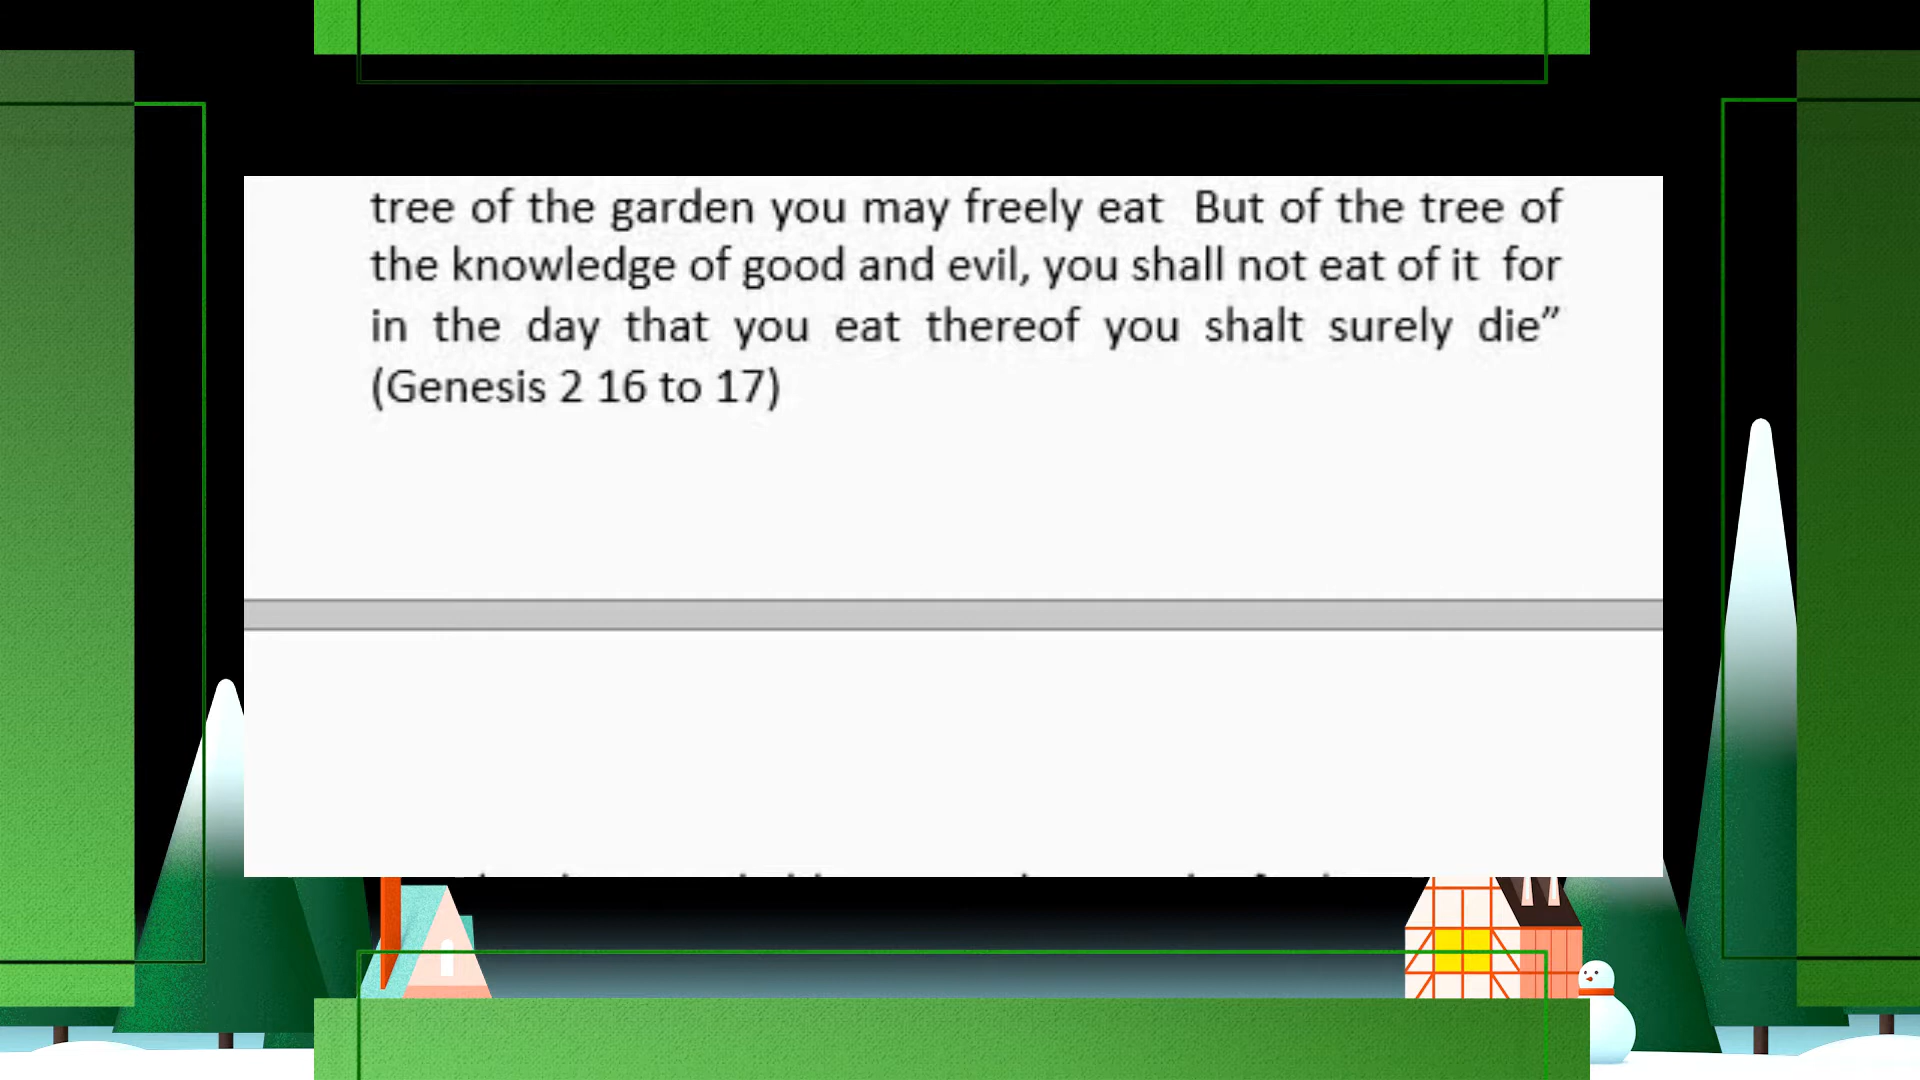 tree of the garden you may freely eat  But of the tree of
the knowledge of good and evil, you shall not eat of it  for
in the day that you eat thereof you shalt surely die”
(Genesis 2 16 to 17)